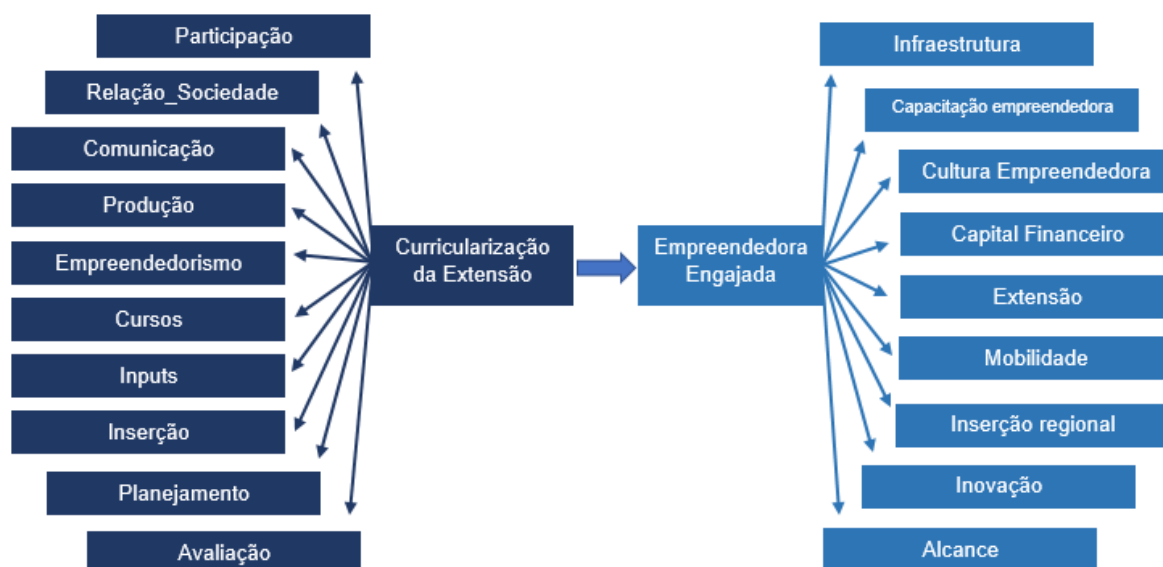 Participação
Relação_Sociedade
Comunicação
Produção
Empreendedorismo
Cursos
Inputs
Inserção
Planejamento
Avaliação
Curricularização
da Extensão
Empreendedora
Engajada
Infraestrutura
Capacitação empreendedora
Cultura Empreendedora
Capital Financeiro
Extensão
Mobilidade
Inserção regional
Inovação
Alcance